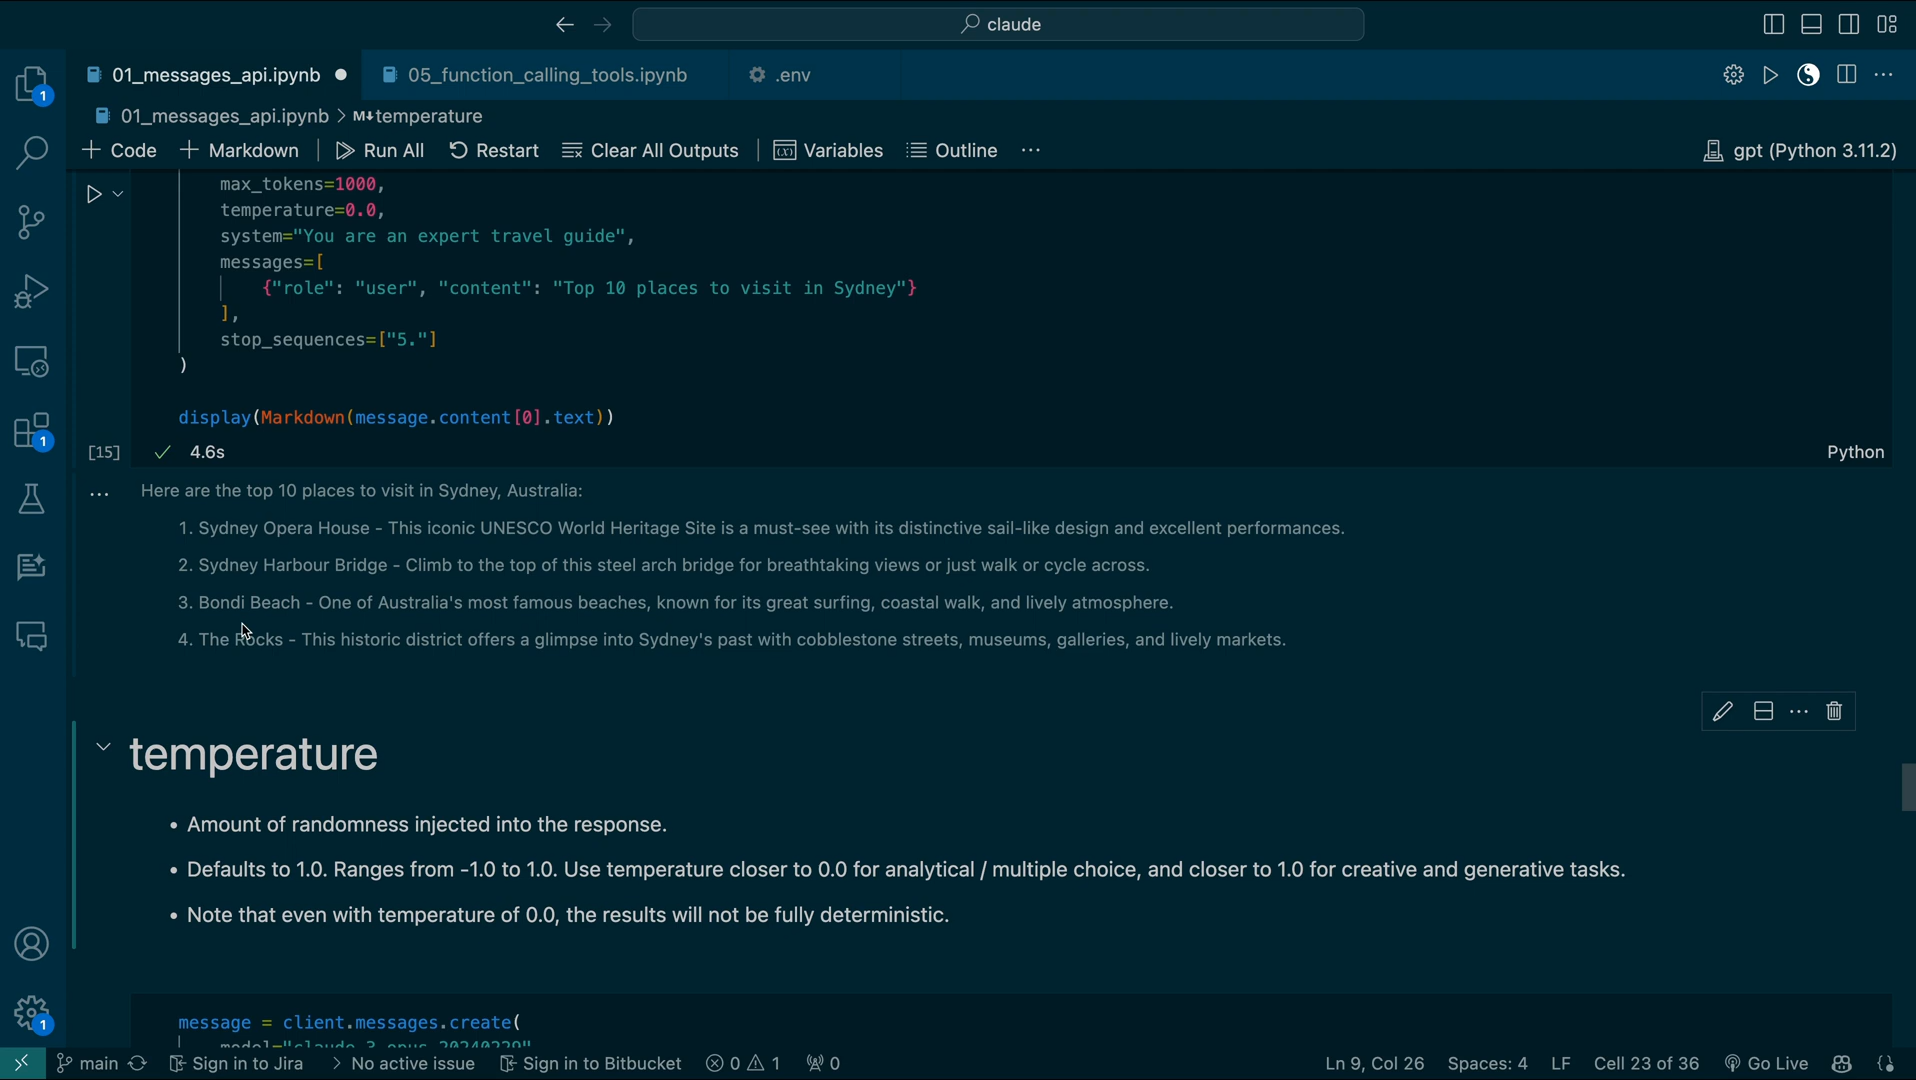 claude
01_messages_api.ipynb
05_function_calling_tools.ipynb
.env
01_messages_api.ipynb > M↓temperature
+ Code + Markdown Run All Restart Clear All Outputs Variables Outline ··· gpt (Python 3.11.2)
max_tokens=1000,
temperature=0.0,
system="You are an expert travel guide",
messages=[
{"role": "user", "content": "Top 10 places to visit in Sydney"}
],
stop_sequences=["5."]
)
display(Markdown(message.content[0].text))
[15] ✓ 4.6s Python
Here are the top 10 places to visit in Sydney, Australia:
1. Sydney Opera House - This iconic UNESCO World Heritage Site is a must-see with its distinctive sail-like design and excellent performances.
2. Sydney Harbour Bridge - Climb to the top of this steel arch bridge for breathtaking views or just walk or cycle across.
3. Bondi Beach - One of Australia's most famous beaches, known for its great surfing, coastal walk, and lively atmosphere.
4. The Rocks - This historic district offers a glimpse into Sydney's past with cobblestone streets, museums, galleries, and lively markets.
temperature
• Amount of randomness injected into the response.
• Defaults to 1.0. Ranges from -1.0 to 1.0. Use temperature closer to 0.0 for analytical / multiple choice, and closer to 1.0 for creative and generative tasks.
• Note that even with temperature of 0.0, the results will not be fully deterministic.
message = client.messages.create(
model="claude-3-opus-20240229"
1
1
1
main Sign in to Jira > No active issue Sign in to Bitbucket 0 1 0 Ln 9, Col 26 Spaces: 4 LF Cell 23 of 36 Go Live